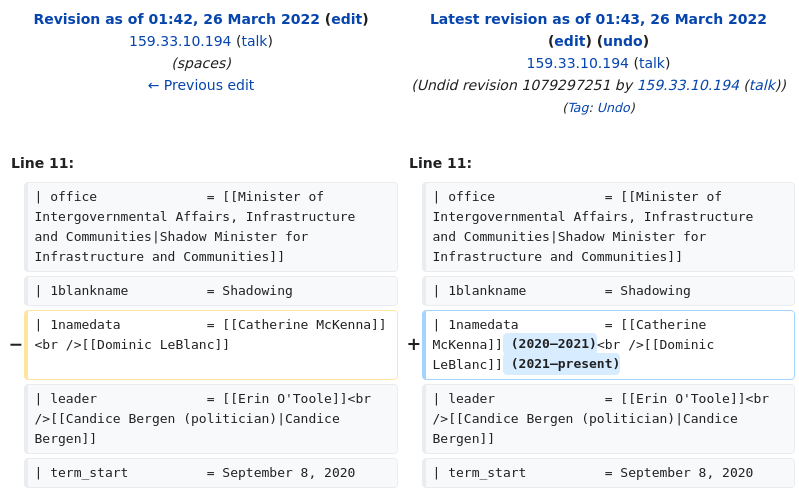 Revision as of 01:42, 26 March 2022 (edit)
159.33.10.194 (talk)
(spaces)
← Previous edit
Latest revision as of 01:43, 26 March 2022
(edit) (undo)
159.33.10.194 (talk)
(Undid revision 1079297251 by 159.33.10.194 (talk))
(Tag: Undo)
Line 11:
Line 11:
| office = [[Minister of
Intergovernmental Affairs, Infrastructure
and Communities|Shadow Minister for
Infrastructure and Communities]]
| office = [[Minister of
Intergovernmental Affairs, Infrastructure
and Communities|Shadow Minister for
Infrastructure and Communities]]
| 1blankname = Shadowing
| 1blankname = Shadowing
− | 1namedata = [[Catherine McKenna]]
<br />[[Dominic LeBlanc]]
+ | 1namedata = [[Catherine
McKenna]] (2020–2021)<br />[[Dominic
LeBlanc]] (2021–present)
| leader = [[Erin O'Toole]]<br
/>[[Candice Bergen (politician)|Candice
Bergen]]
| leader = [[Erin O'Toole]]<br
/>[[Candice Bergen (politician)|Candice
Bergen]]
| term_start = September 8, 2020
| term_start = September 8, 2020